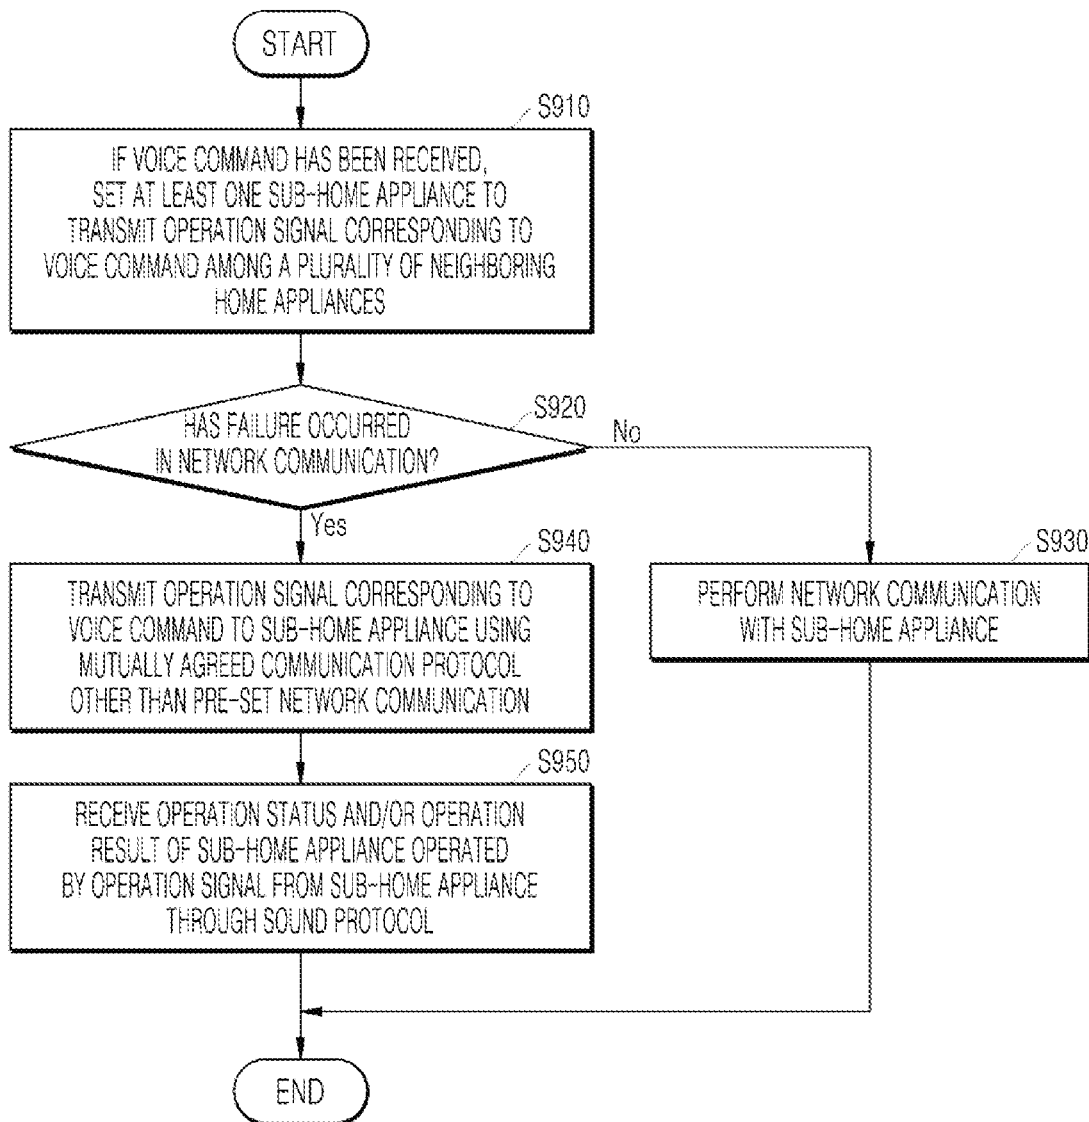 START
S910
IF VOICE COMMAND HAS BEEN RECEIVED,
SET AT LEAST ONE SUB-HOME APPLIANCE TO
TRANSMIT OPERATION SIGNAL CORRESPONDING TO
VOICE COMMAND AMONG A PLURALITY OF NEIGHBORING
HOME APPLIANCES
S920
HAS FAILURE OCCURRED
IN NETWORK COMMUNICATION?
No
Yes
S940
TRANSMIT OPERATION SIGNAL CORRESPONDING TO
VOICE COMMAND TO SUB-HOME APPLIANCE USING
MUTUALLY AGREED COMMUNICATION PROTOCOL
OTHER THAN PRE-SET NETWORK COMMUNICATION
S930
PERFORM NETWORK COMMUNICATION
WITH SUB-HOME APPLIANCE
S950
RECEIVE OPERATION STATUS AND/OR OPERATION
RESULT OF SUB-HOME APPLIANCE OPERATED
BY OPERATION SIGNAL FROM SUB-HOME APPLIANCE
THROUGH SOUND PROTOCOL
END